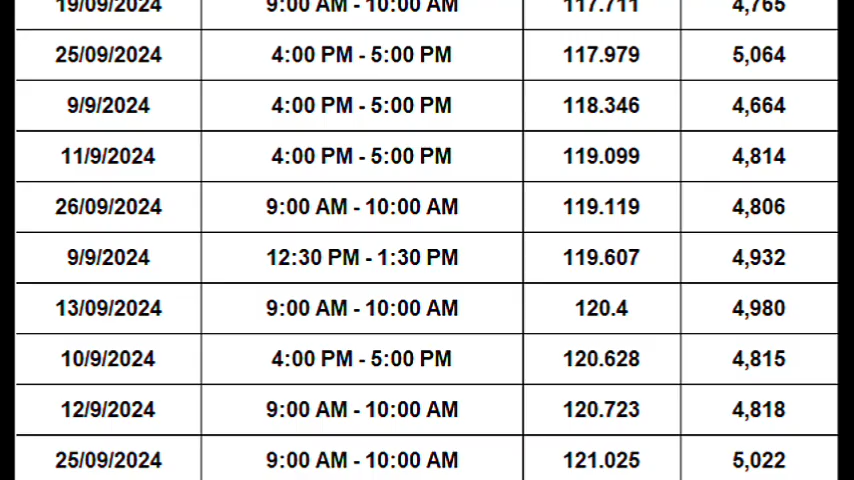 19/09/2024 9:00 AM - 10:00 AM 117.711 4,765
25/09/2024 4:00 PM - 5:00 PM 117.979 5,064
9/9/2024 4:00 PM - 5:00 PM 118.346 4,664
11/9/2024 4:00 PM - 5:00 PM 119.099 4,814
26/09/2024 9:00 AM - 10:00 AM 119.119 4,806
9/9/2024 12:30 PM - 1:30 PM 119.607 4,932
13/09/2024 9:00 AM - 10:00 AM 120.4 4,980
10/9/2024 4:00 PM - 5:00 PM 120.628 4,815
12/9/2024 9:00 AM - 10:00 AM 120.723 4,818
25/09/2024 9:00 AM - 10:00 AM 121.025 5,022